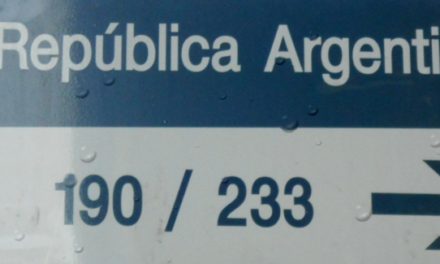 República Argenti
190 / 233